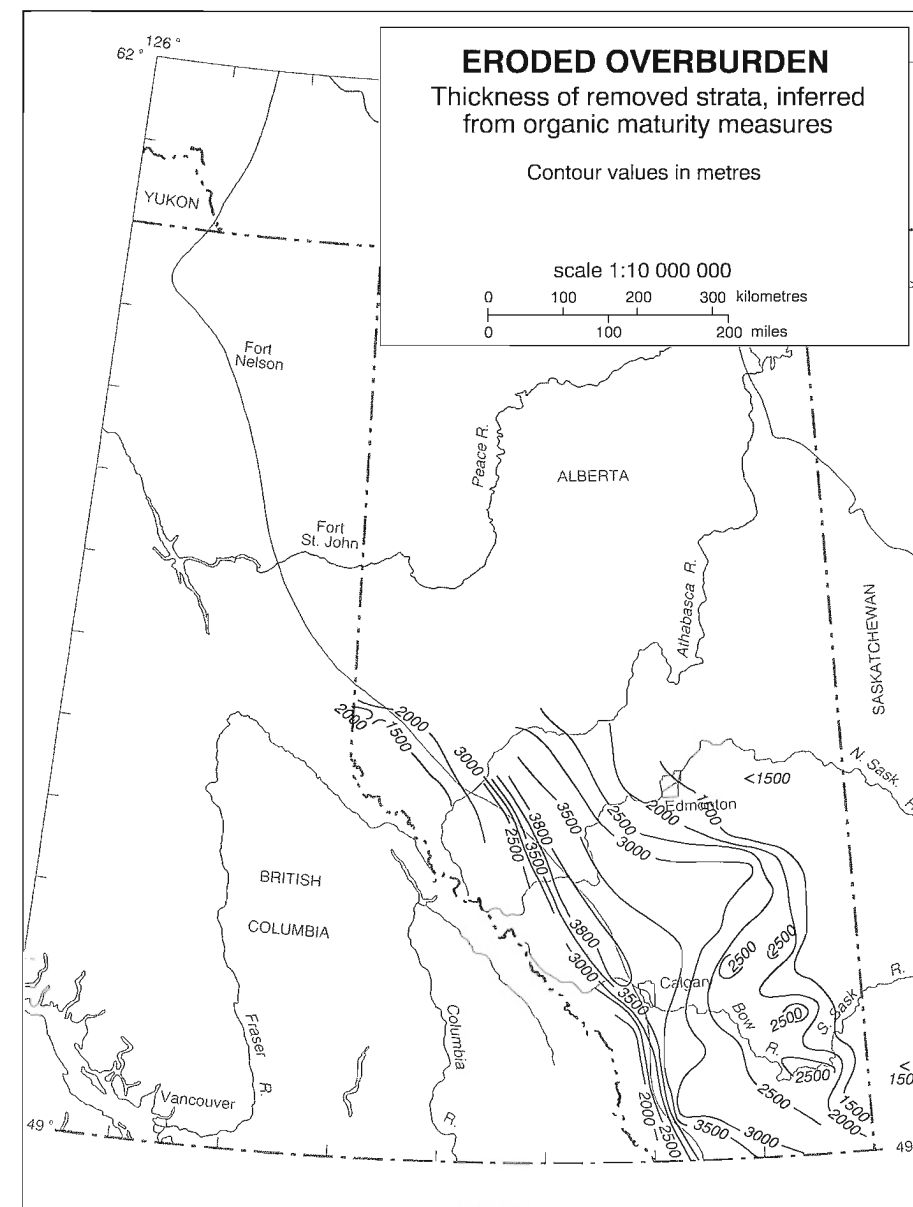 126°
62°
ERODED OVERBURDEN
Thickness of removed strata, inferred
from organic maturity measures
Contour values in metres
scale 1:10 000 000
0 100 200 300 kilometres
0 100 200 miles
YUKON
Fort
Nelson
Peace R.
ALBERTA
Fort
St. John
Athabasca R.
SASKATCHEWAN
2000
1500
2000
3000
2500
3500
3800
3500
2500
3000
2000
Edmonton
<1500
N. Sask.
BRITISH
COLUMBIA
3800
3000
3500
Calgary
2500
2500
2500
2500
Bow
R.
S. Sask
R.
Fraser
R.
Columbia
R.
Vancouver
49°
2000
2500
3500
3000
2500
2000
1500
<
49